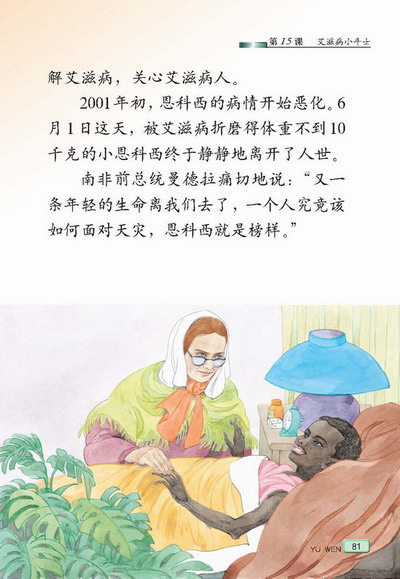 第15课 艾滋病小斗士
解艾滋病，关心艾滋病人。
2001年初，恩科西的病情开始恶化。6
月1日这天，被艾滋病折磨得体重不到10
千克的小恩科西终于静静地离开了人世。
南非前总统曼德拉痛切地说：“又一
条年轻的生命离我们去了，一个人究竟该
如何面对天灾，恩科西就是榜样。”
YU WEN 81